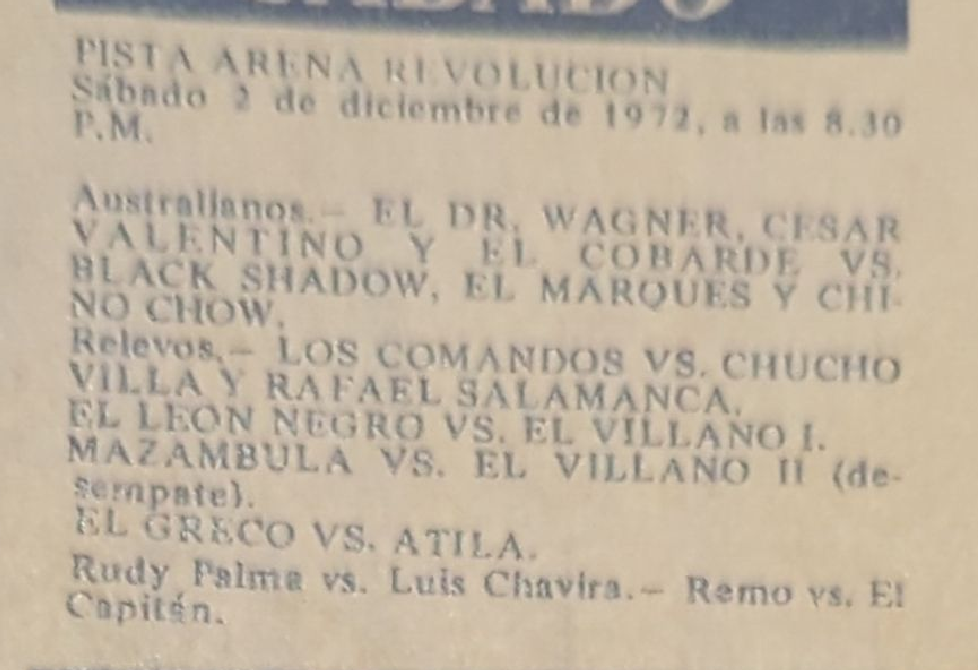 SABADO
PISTA ARENA REVOLUCION
Sábado 2 de diciembre de 1972, a las 8.30
P.M.
Australianos.— EL DR. WAGNER, CESAR
VALENTINO Y EL COBARDE VS.
BLACK SHADOW, EL MARQUES Y CHI-
NO CHOW.
Relevos.— LOS COMANDOS VS. CHUCHO
VILLA Y RAFAEL SALAMANCA.
EL LEON NEGRO VS. EL VILLANO I.
MAZAMBULA VS. EL VILLANO II (de-
sempate).
EL GRECO VS. ATILA.
Rudy Palma vs. Luis Chavira.— Remo vs. El
Capitán.